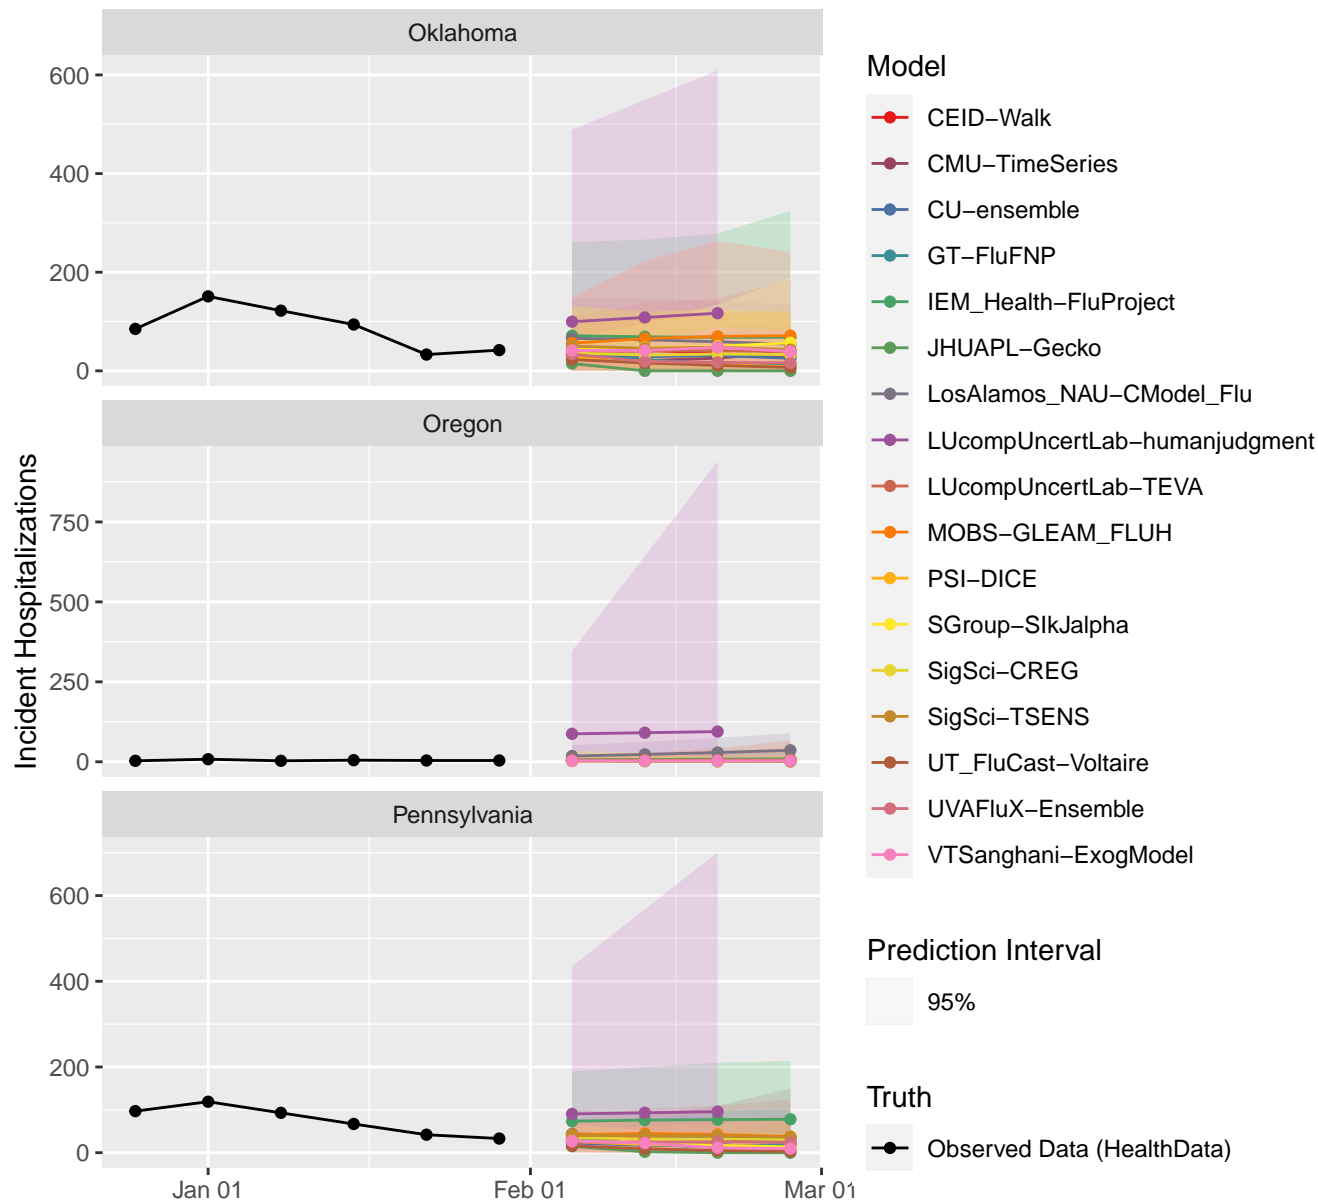 Oklahoma
600
400
200
0
Oregon
750
500
250
0
Pennsylvania
600
400
200
0
Jan 01
Feb 01
Mar 01
Incident Hospitalizations
Model
CEID−Walk
CMU−TimeSeries
CU−ensemble
GT−FluFNP
IEM_Health−FluProject
JHUAPL−Gecko
LosAlamos_NAU−CModel_Flu
LUcompUncertLab−humanjudgment
LUcompUncertLab−TEVA
MOBS−GLEAM_FLUH
PSI−DICE
SGroup−SIkJalpha
SigSci−CREG
SigSci−TSENS
UT_FluCast−Voltaire
UVAFluX−Ensemble
VTSanghani−ExogModel
Prediction Interval
95%
Truth
Observed Data (HealthData)